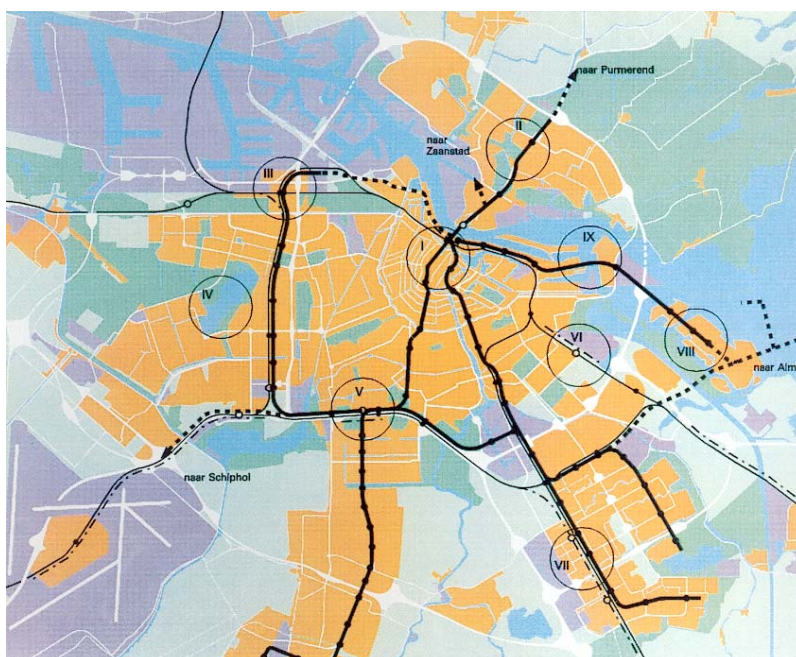 naar Purmerend
II
naar
Zaanstad
III
I
IX
IV
VI
VIII
naar Alm
V
naar Schiphol
VII